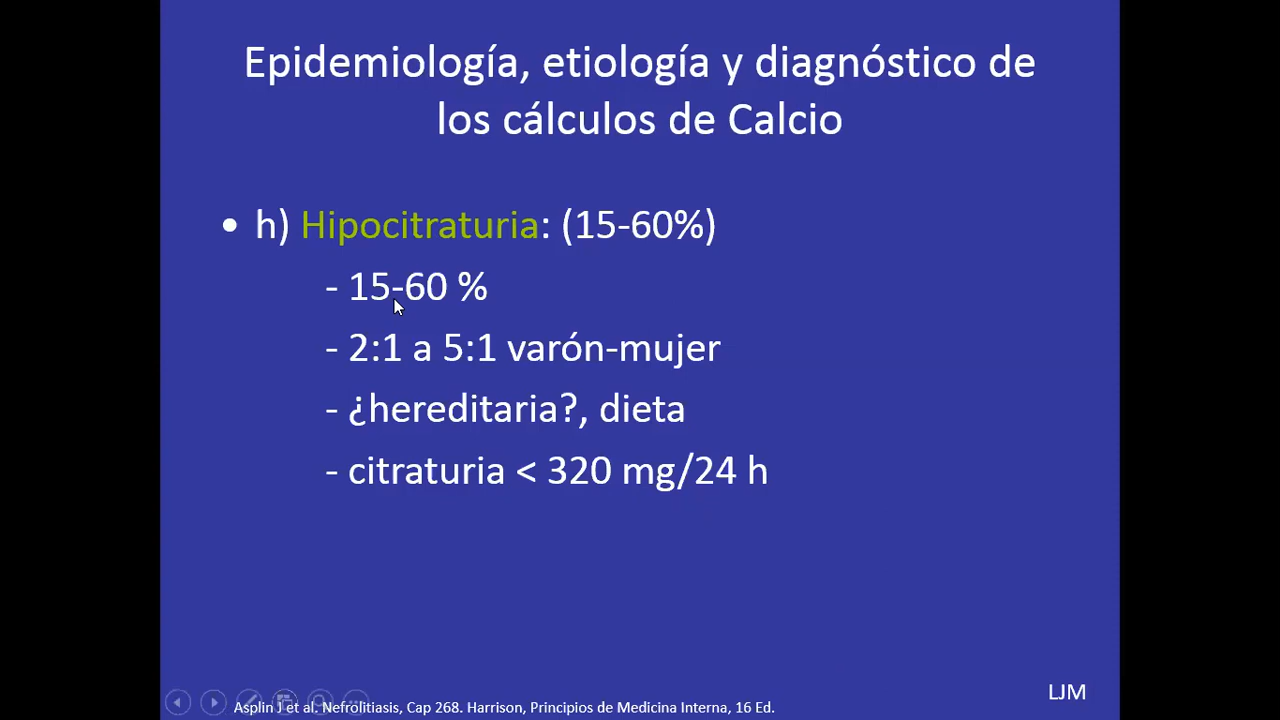 Epidemiología, etiología y diagnóstico de
los cálculos de Calcio
• h) Hipocitraturia: (15-60%)
- 15-60 %
- 2:1 a 5:1 varón-mujer
- ¿hereditaria?, dieta
- citraturia < 320 mg/24 h
LJM
Asplin J et al. Nefrolitiasis, Cap 268. Harrison, Principios de Medicina Interna, 16 Ed.